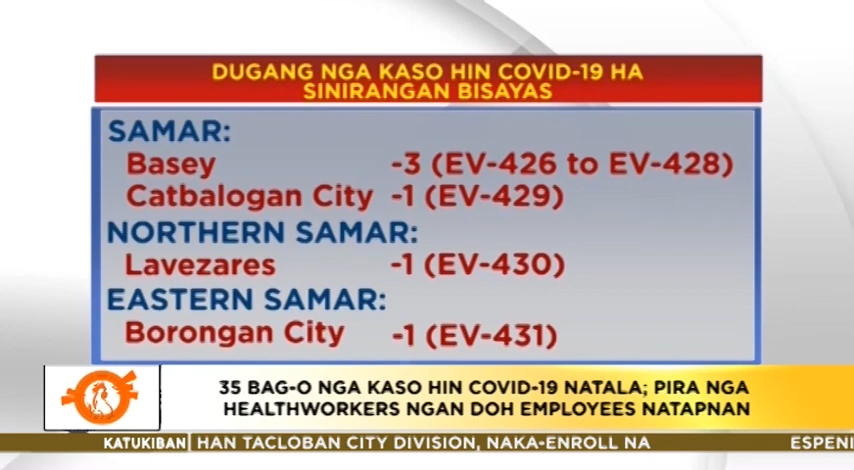 DUGANG NGA KASO HIN COVID-19 HA
SINIRANGAN BISAYAS
SAMAR:
Basey -3 (EV-426 to EV-428)
Catbalogan City -1 (EV-429)
NORTHERN SAMAR:
Lavezares -1 (EV-430)
EASTERN SAMAR:
Borongan City -1 (EV-431)
35 BAG-O NGA KASO HIN COVID-19 NATALA; PIRA NGA
HEALTHWORKERS NGAN DOH EMPLOYEES NATAPNAN
KATUKIBAN HAN TACLOBAN CITY DIVISION, NAKA-ENROLL NA ESPENI